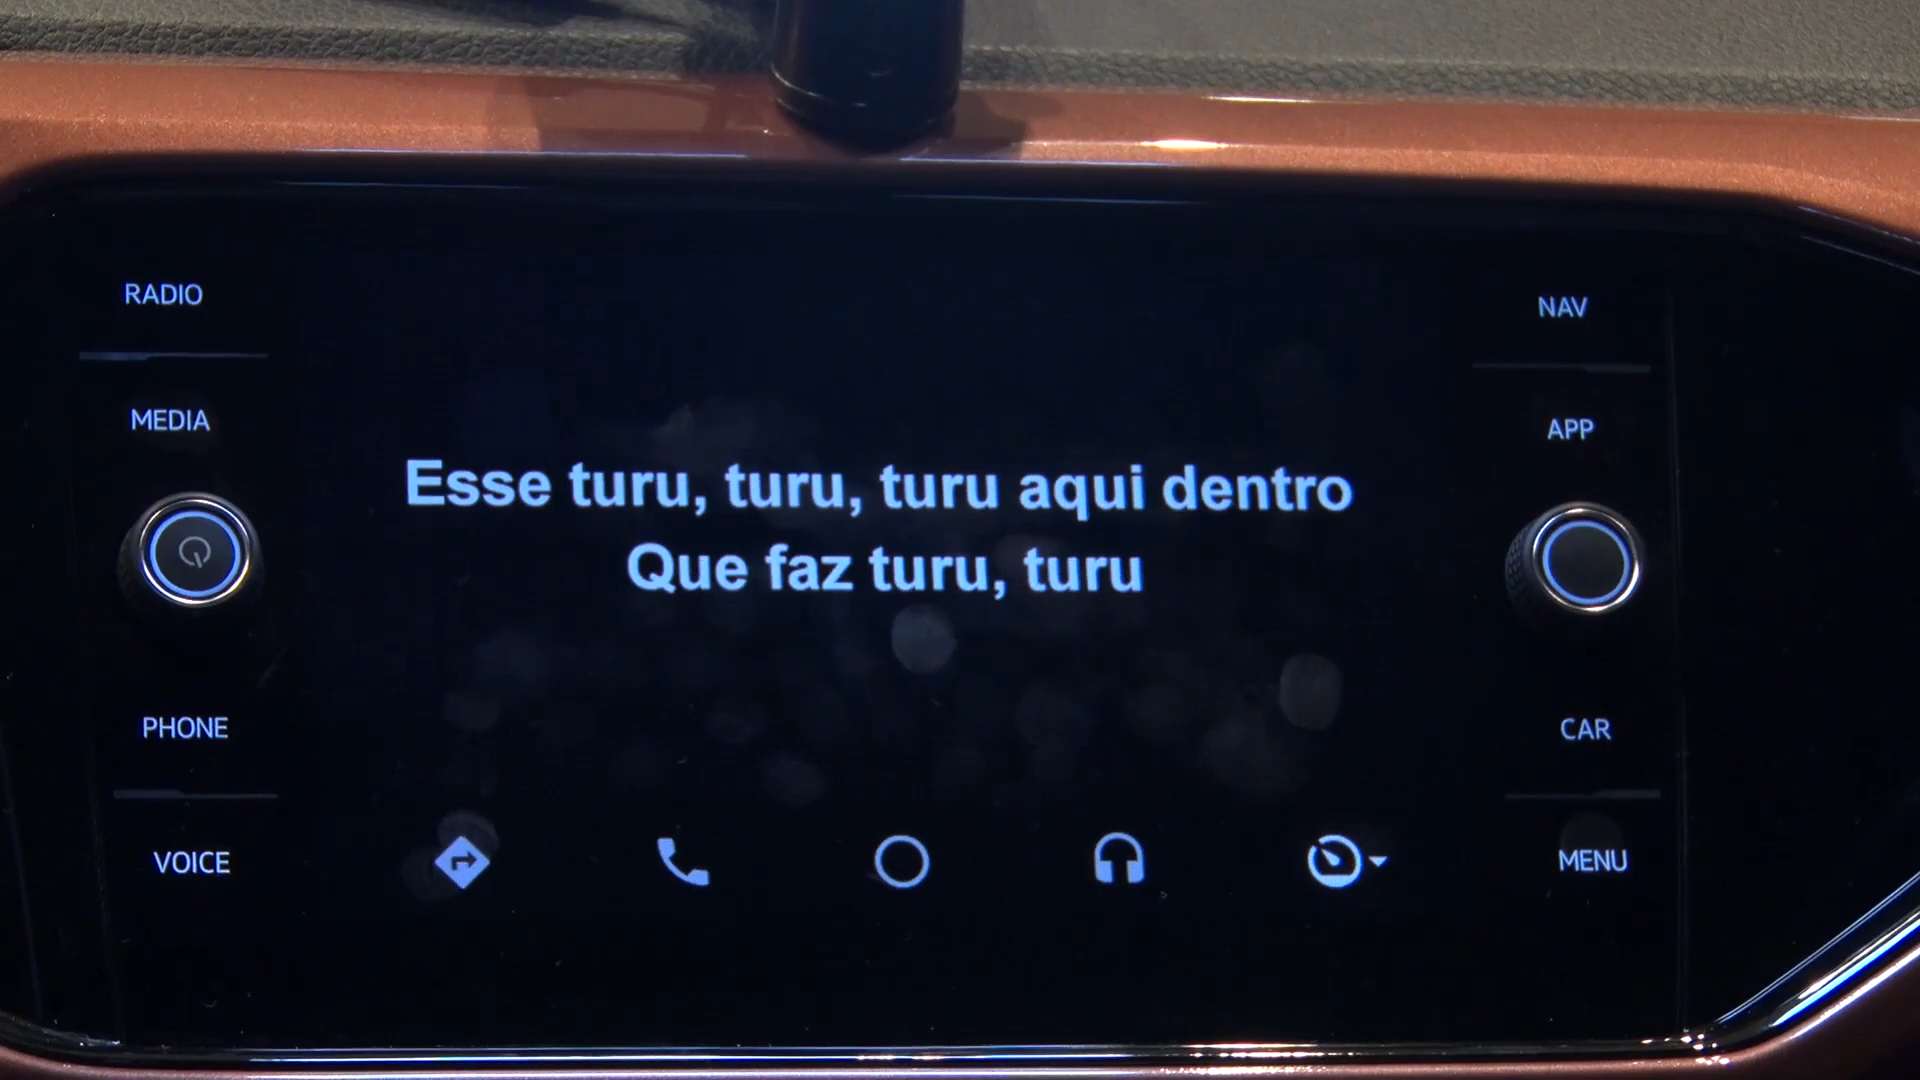 RADIO
MEDIA
PHONE
VOICE
Esse turu, turu, turu aqui dentro
Que faz turu, turu
NAV
APP
CAR
MENU